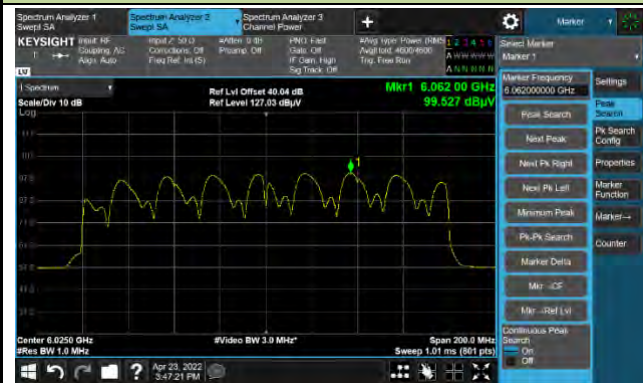 Spectrum Analyzer 1
Swept SA
Spectrum Analyzer 2
Swept SA
Spectrum Analyzer 3
Channel Power
+
Marker
KEYSIGHT Input: RF
Coupling: AC
Align: Auto
Input Z: 50 Ω
Corrections: Off
Freq Ref: Int (S)
#Atten: 0 dB
Preamp: Off
PNO: Fast
Gate: Off
IF Gain: High
Sig Track: Off
#Avg Type: Power (RMS)
Avg|Hold: 4600/4600
Trig: Free Run
1 2 3 4 5 6
A W W W W W
A N N N N N
Select Marker
Marker 1
LV
1 Spectrum
Scale/Div 10 dB
Log
Ref Lvl Offset 40.04 dB
Ref Level 127.03 dBµV
Mkr1 6.062 00 GHz
99.527 dBµV
1
Marker Frequency
6.062000000 GHz
Peak Search
Next Peak
Next Pk Right
Next Pk Left
Minimum Peak
Pk-Pk Search
Marker Delta
Mkr→CF
Mkr→Ref Lvl
Continuous Peak
Search
On
Off
Settings
Peak
Search
Pk Search
Config
Properties
Marker
Function
Marker→
Counter
Center 6.0250 GHz
#Res BW 1.0 MHz
#Video BW 3.0 MHz*
Span 200.0 MHz
Sweep 1.01 ms (801 pts)
?
Apr 23, 2022
3:47:21 PM